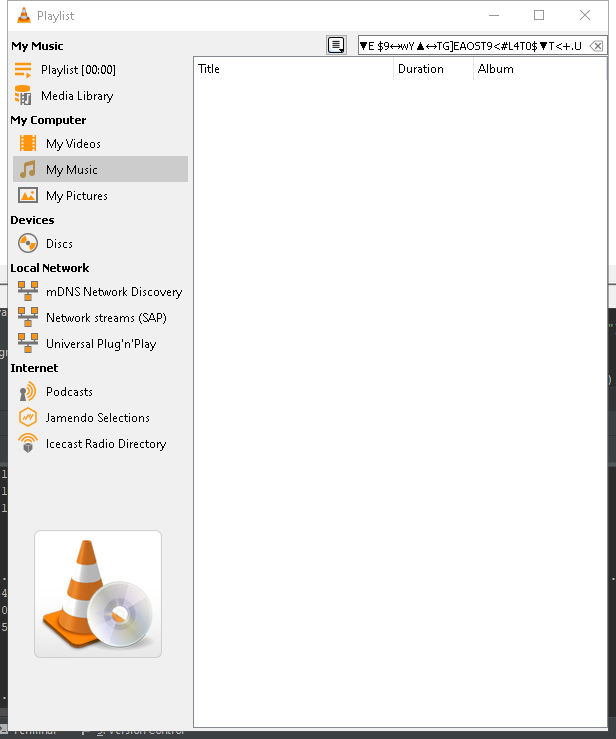 Playlist
My Music
▼E $9↔wY▲↔TG]EAOST9<#L4T0$▼T<+.U
Playlist [00:00]
Media Library
My Computer
My Videos
My Music
My Pictures
Devices
Discs
Local Network
mDNS Network Discovery
Network streams (SAP)
Universal Plug'n'Play
Internet
Podcasts
Jamendo Selections
Icecast Radio Directory
Title Duration Album